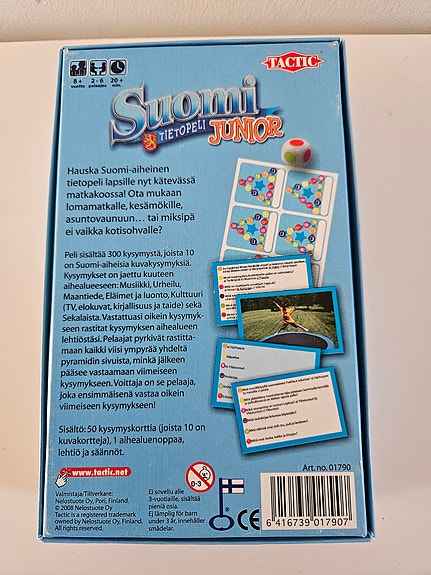 TACTIC
8+
vuotta
2-6
pelaajaa
20+
min.
Suomi
TIETOPELI
JUNIOR
Hauska Suomi-aiheinen
tietopeli lapsille nyt kätevässä
matkakoossa! Ota mukaan
lomamatkalle, kesämökille,
asuntovaunuun... tai miksipä
ei vaikka kotisohvalle?
Peli sisältää 300 kysymystä, joista 10
on Suomi-aiheisia kuvakysymyksiä.
Kysymykset on jaettu kuuteen
aihealueeseen: Musiikki, Urheilu,
Maantiede, Eläimet ja luonto, Kulttuuri
(TV, elokuvat, kirjallisuus ja taide) sekä
Sekalaista. Vastattuasi oikein kysymyk-
seen rastitat kysymyksen aihealueen
lehtiöstäsi. Pelaajat pyrkivät rastitta-
maan kaikki viisi ympyrää yhdeltä
pyramidin sivulta, minkä jälkeen
pääsee vastaamaan viimeiseen
kysymykseen. Voittaja on se pelaaja,
joka ensimmäisenä vastaa oikein
viimeiseen kysymykseen!
Sisältö: 50 kysymyskorttia (joista 10 on
kuvakortteja), 1 aihealuenoppaa,
lehtiö ja säännöt.
www.tactic.net
Art. no. 01790
Valmistaja/Tillverkare:
Nelostuote Oy, Pori, Finland.
© 2008 Nelostuote Oy
Tactic is a registered trademark
owned by Nelostuote Oy, Finland.
All rights reserved.
0-3
Ei sovellu alle
3-vuotiaille, sisältää
pieniä osia.
Ej lämplig för barn
under 3 år, innehåller
smådelar.
CE
6 416739 017907